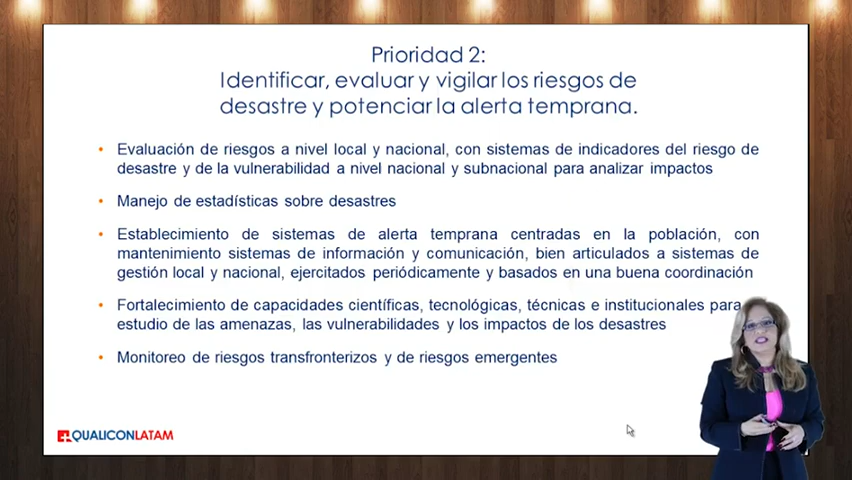 Prioridad 2:
Identificar, evaluar y vigilar los riesgos de
desastre y potenciar la alerta temprana.
• Evaluación de riesgos a nivel local y nacional, con sistemas de indicadores del riesgo de
desastre y de la vulnerabilidad a nivel nacional y subnacional para analizar impactos
• Manejo de estadísticas sobre desastres
• Establecimiento de sistemas de alerta temprana centradas en la población, con
mantenimiento sistemas de información y comunicación, bien articulados a sistemas de
gestión local y nacional, ejercitados periódicamente y basados en una buena coordinación
• Fortalecimiento de capacidades científicas, tecnológicas, técnicas e institucionales para
estudio de las amenazas, las vulnerabilidades y los impactos de los desastres
• Monitoreo de riesgos transfronterizos y de riesgos emergentes
QUALICONLATAM